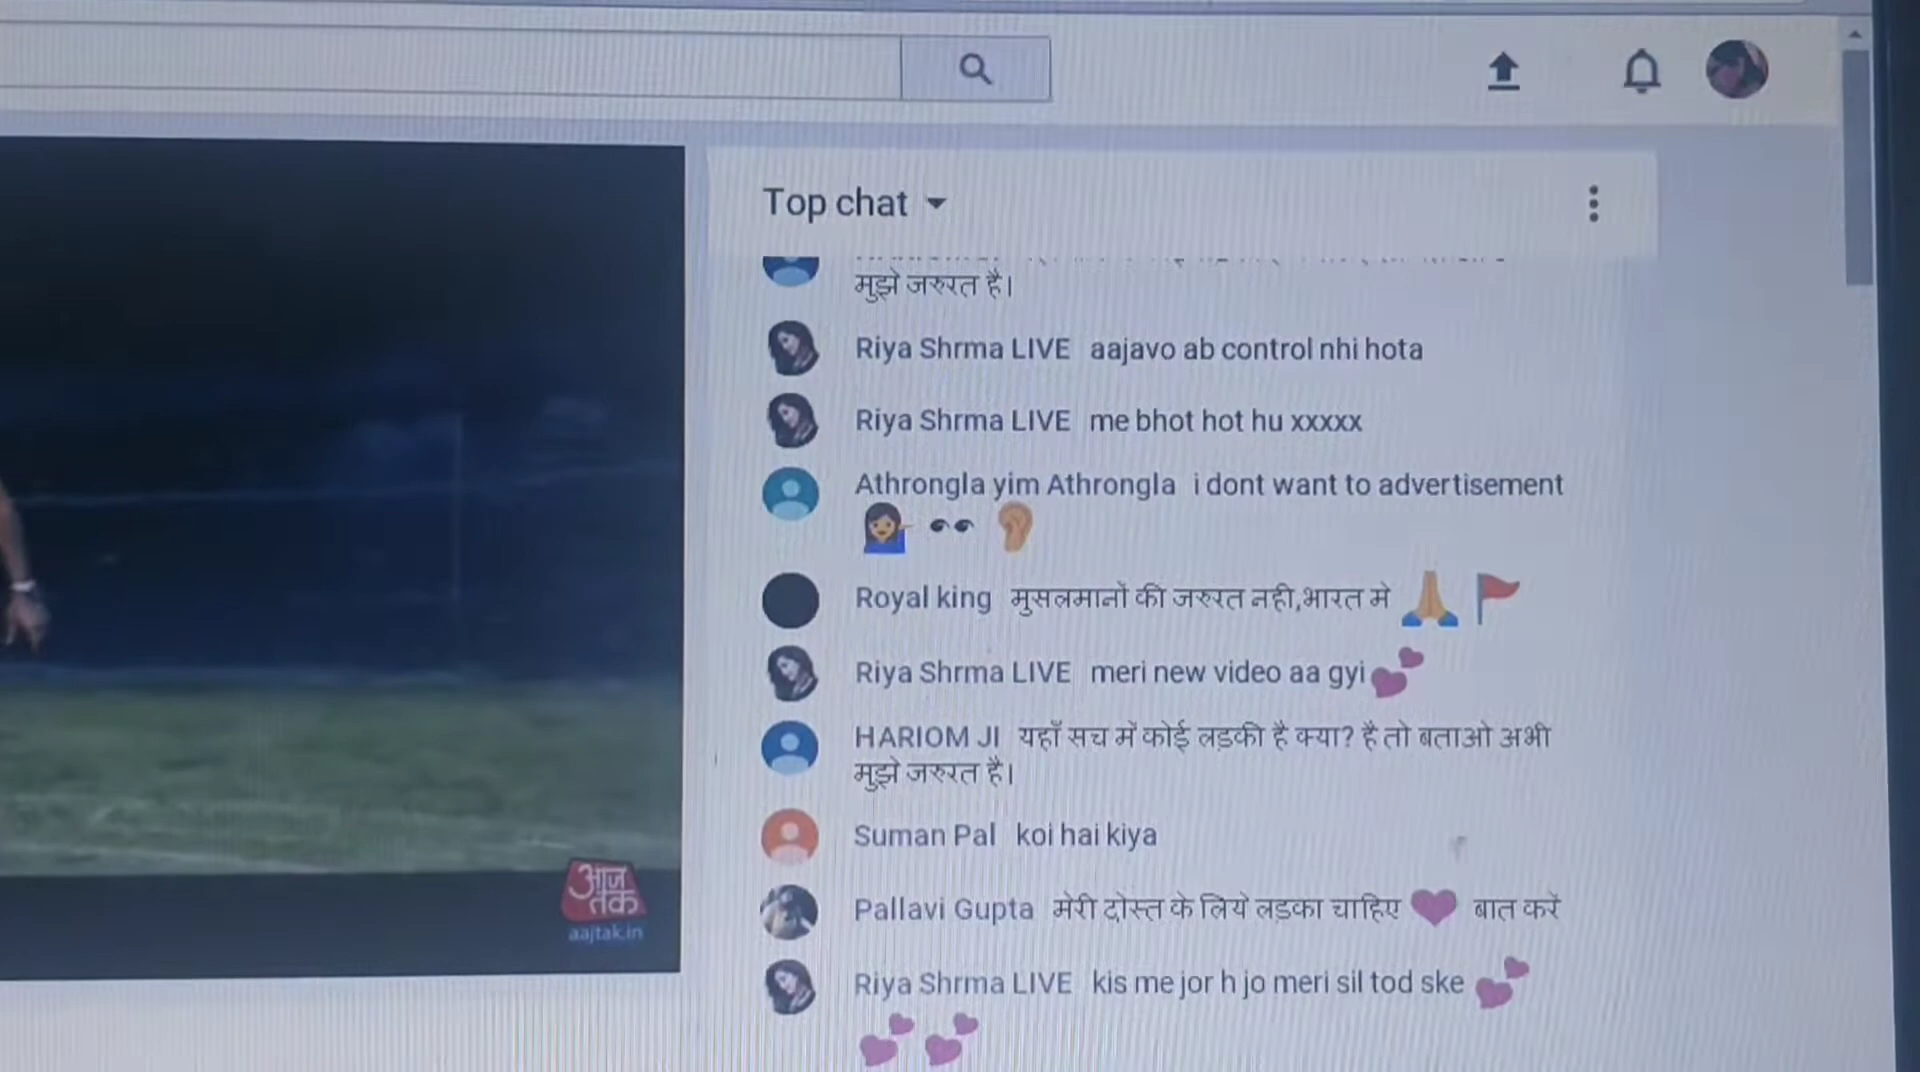 Top chat
मुझे जरुरत है।
Riya Shrma LIVE aajavo ab control nhi hota
Riya Shrma LIVE me bhot hot hu xxxxx
Athrongla yim Athrongla i dont want to advertisement
💁‍♀️ 👀 👂
Royal king मुसलमानों की जरुरत नही,भारत मे 🙏 🚩
Riya Shrma LIVE meri new video aa gyi 💕
HARIOM JI यहाँ सच में कोई लड़की है क्या? है तो बताओ अभी
मुझे जरुरत है।
Suman Pal koi hai kiya
Pallavi Gupta मेरी दोस्त के लिये लड़का चाहिए ❤ बात करें
Riya Shrma LIVE kis me jor h jo meri sil tod ske 💕
💕 💕
आज
तक
aajtak.in